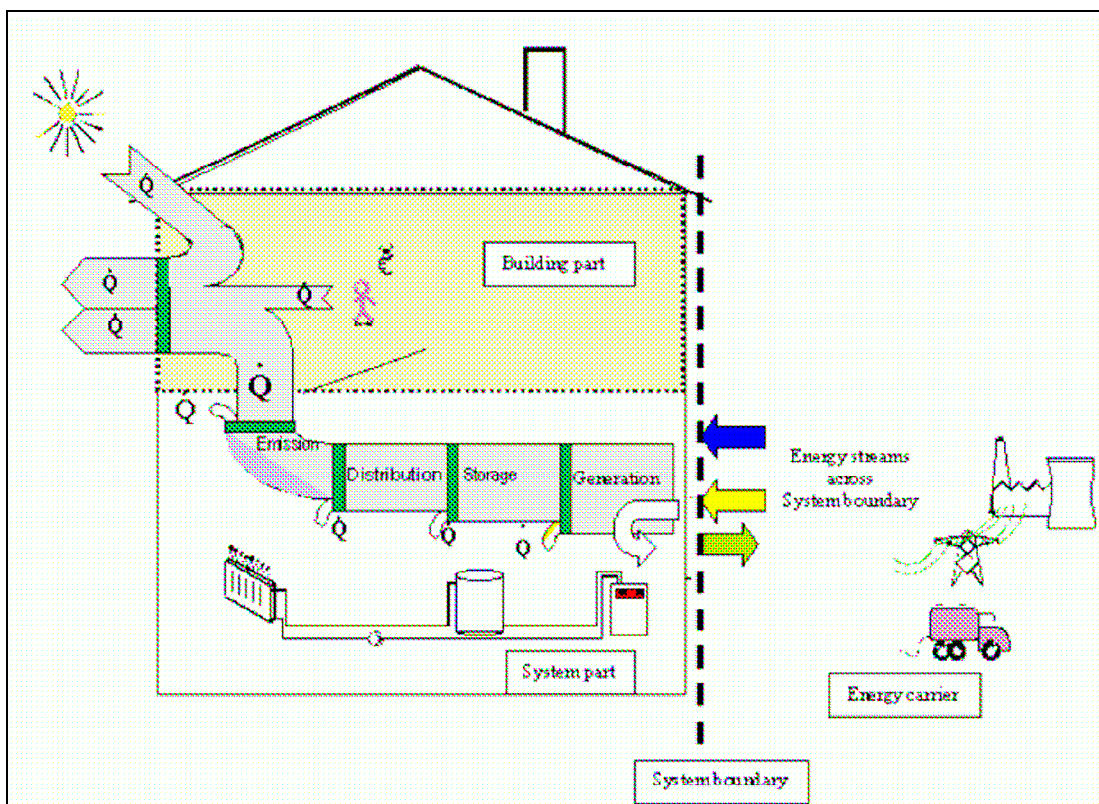 Q̇
Building part
Q̇
Q̇
Q̇
Q̇
Q̇
Emission
Distribution
Storage
Generation
Energy streams
across
System boundary
Q̇
Q̇
Q̇
System part
Energy carrier
System boundary